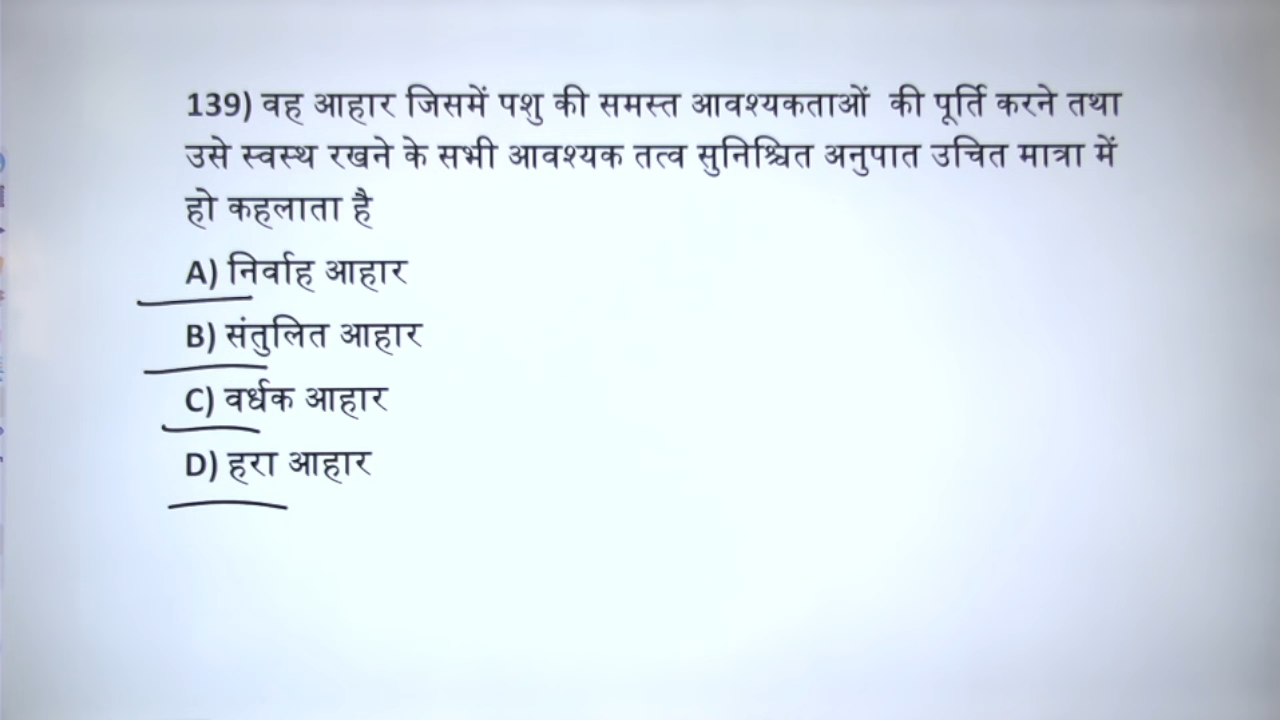 139) वह आहार जिसमें पशु की समस्त आवश्यकताओं की पूर्ति करने तथा
उसे स्वस्थ रखने के सभी आवश्यक तत्व सुनिश्चित अनुपात उचित मात्रा में
हो कहलाता है
A) निर्वाह आहार
B) संतुलित आहार
C) वर्धक आहार
D) हरा आहार